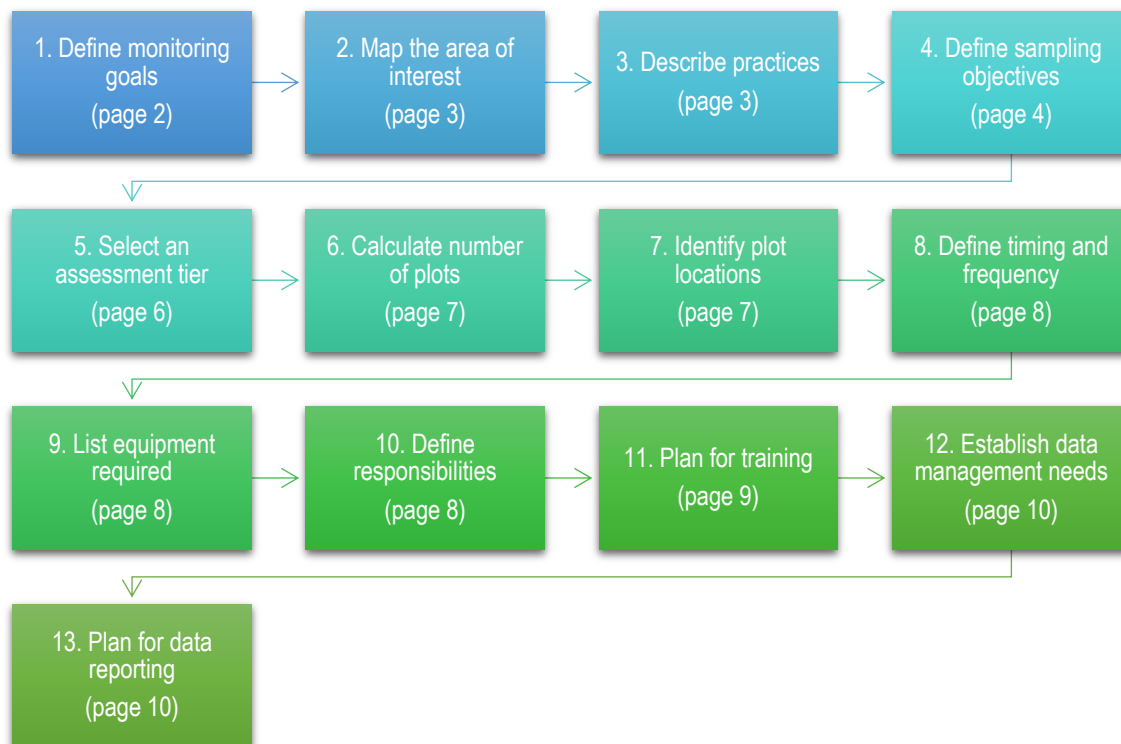 1. Define monitoring
goals
(page 2)
2. Map the area of
interest
(page 3)
3. Describe practices
(page 3)
4. Define sampling
objectives
(page 4)
5. Select an
assessment tier
(page 6)
6. Calculate number
of plots
(page 7)
7. Identify plot
locations
(page 7)
8. Define timing and
frequency
(page 8)
9. List equipment
required
(page 8)
10. Define
responsibilities
(page 8)
11. Plan for training
(page 9)
12. Establish data
management needs
(page 10)
13. Plan for data
reporting
(page 10)